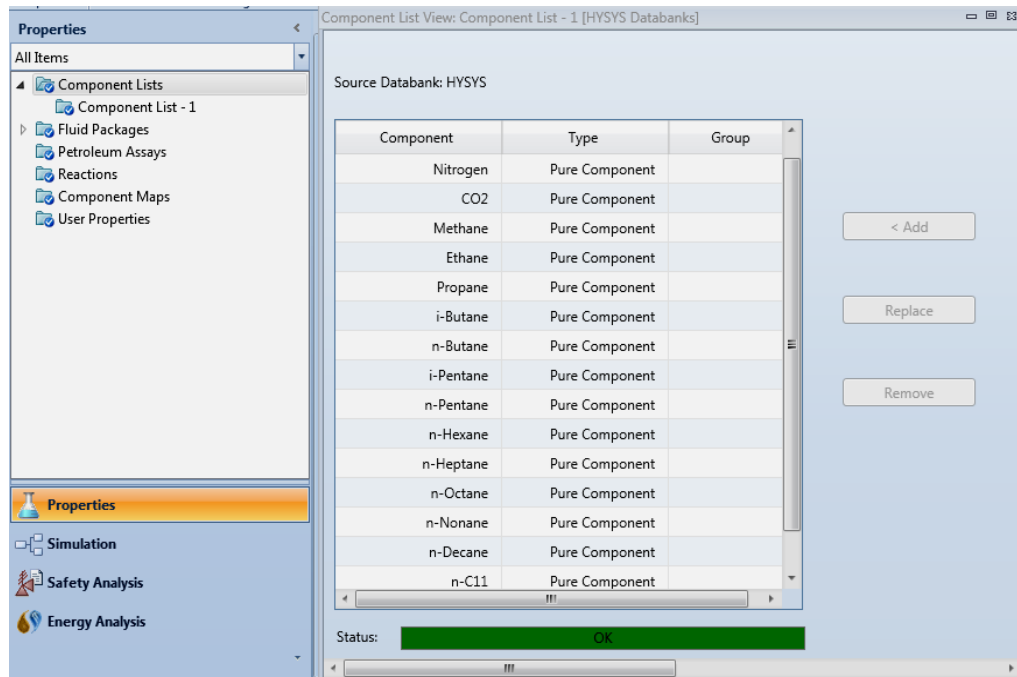 Properties
All Items
Component Lists
Component List - 1
Fluid Packages
Petroleum Assays
Reactions
Component Maps
User Properties
Properties
Simulation
Safety Analysis
Energy Analysis
Component List View: Component List - 1 [HYSYS Databanks]
Source Databank: HYSYS
Component Type Group
Nitrogen Pure Component
CO2 Pure Component
Methane Pure Component
Ethane Pure Component
Propane Pure Component
i-Butane Pure Component
n-Butane Pure Component
i-Pentane Pure Component
n-Pentane Pure Component
n-Hexane Pure Component
n-Heptane Pure Component
n-Octane Pure Component
n-Nonane Pure Component
n-Decane Pure Component
n-C11 Pure Component
< Add
Replace
Remove
Status: OK